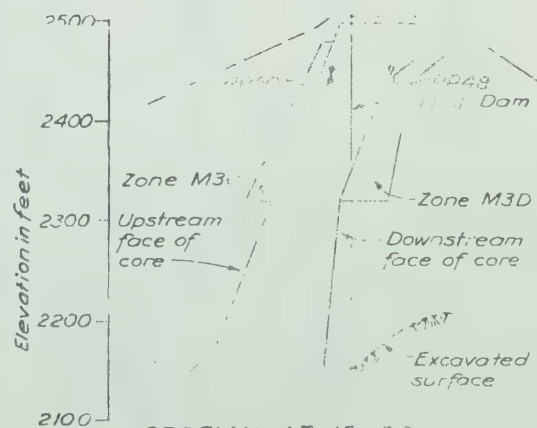 2500
2400
Dam
Zone M3
Zone M3D
2300
Upstream
face of
core
Downstream
face of core
Elevation in feet
2200
Excavated
surface
2100